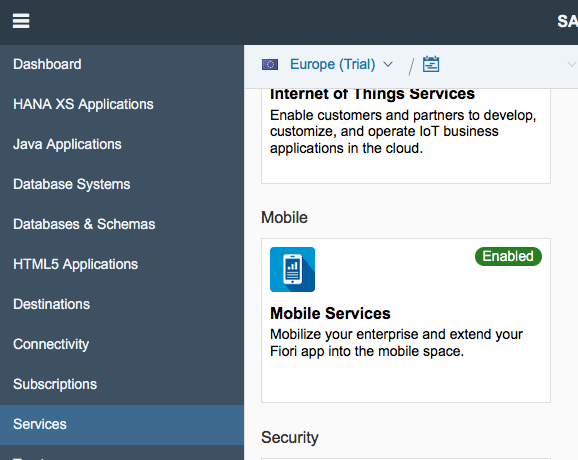 SA
Dashboard
HANA XS Applications
Java Applications
Database Systems
Databases & Schemas
HTML5 Applications
Destinations
Connectivity
Subscriptions
Services
Europe (Trial)
/
Internet of Things Services
Enable customers and partners to develop,
customize, and operate IoT business
applications in the cloud.
Mobile
Enabled
Mobile Services
Mobilize your enterprise and extend your
Fiori app into the mobile space.
Security